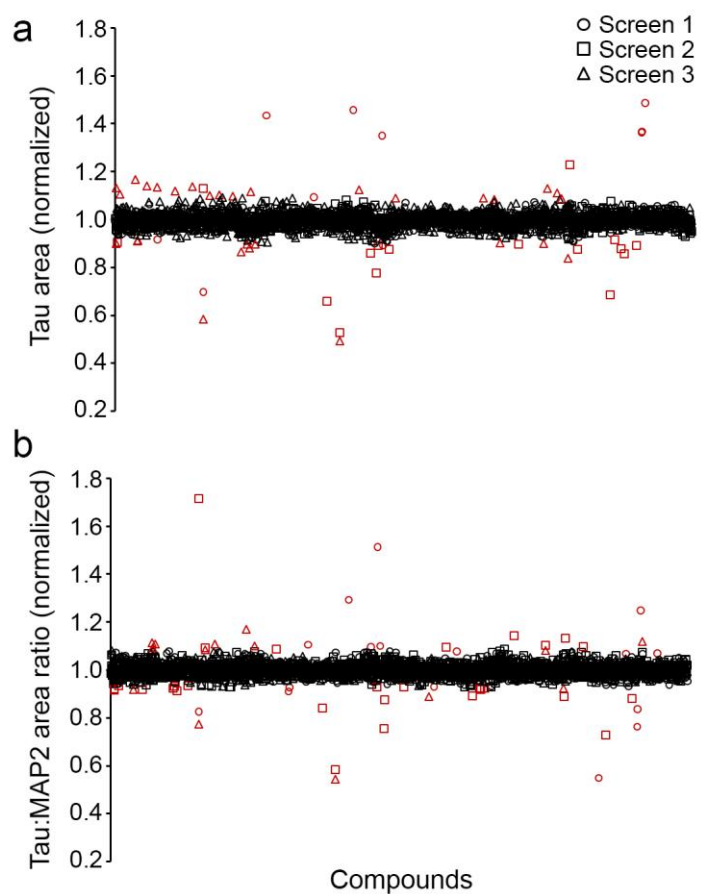 a
Screen 1
Screen 2
Screen 3
Tau area (normalized)
1.8
1.6
1.4
1.2
1.0
0.8
0.6
0.4
0.2
b
Tau:MAP2 area ratio (normalized)
1.8
1.6
1.4
1.2
1.0
0.8
0.6
0.4
0.2
Compounds